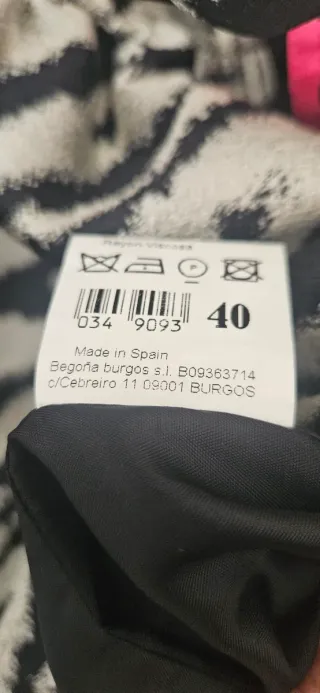 Rayon Viscosa
P
034 9093 40
Made in Spain
Begoña burgos s.l. B09363714
c/Cebreiro 11 09001 BURGOS